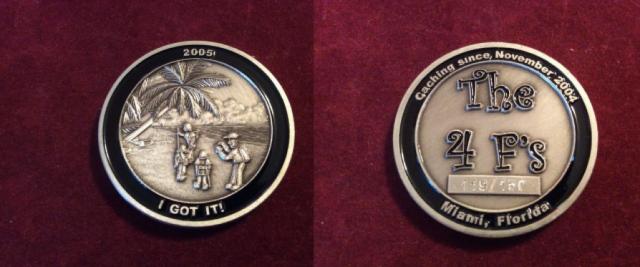 2005!
I GOT IT!
Caching since, November 2004
The
4 F's
Miami, Florida